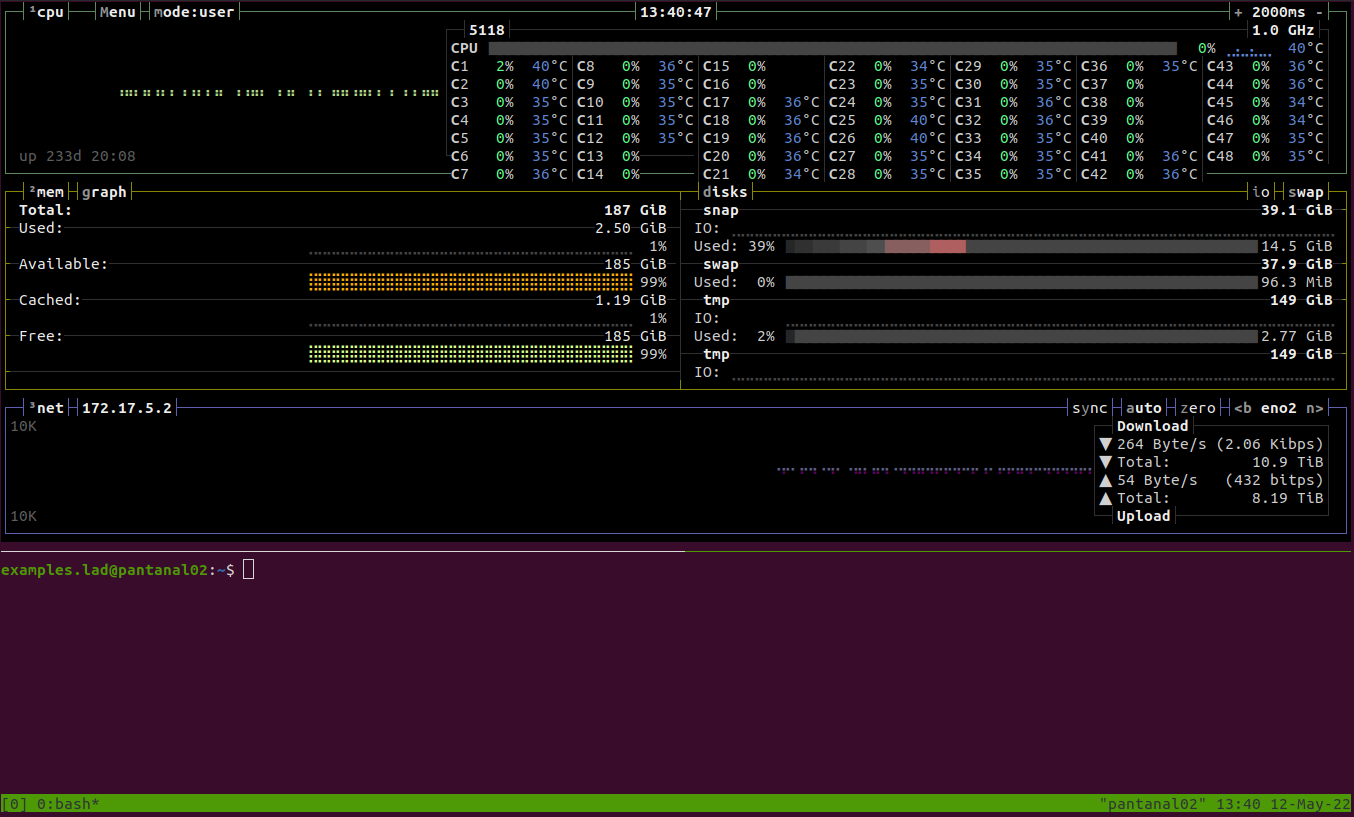 ¹cpu Menu mode:user 13:40:47 + 2000ms -
5118 1.0 GHz
CPU 0% 40°C
C1 2% 40°C C8 0% 36°C C15 0% C22 0% 34°C C29 0% 35°C C36 0% 35°C C43 0% 36°C
C2 0% 40°C C9 0% 35°C C16 0% C23 0% 35°C C30 0% 35°C C37 0% C44 0% 36°C
C3 0% 35°C C10 0% 35°C C17 0% 36°C C24 0% 35°C C31 0% 36°C C38 0% C45 0% 34°C
C4 0% 35°C C11 0% 35°C C18 0% 36°C C25 0% 40°C C32 0% 36°C C39 0% C46 0% 34°C
C5 0% 35°C C12 0% 35°C C19 0% 36°C C26 0% 40°C C33 0% 35°C C40 0% C47 0% 35°C
up 233d 20:08 C6 0% 35°C C13 0% C20 0% 36°C C27 0% 35°C C34 0% 35°C C41 0% 36°C C48 0% 35°C
C7 0% 36°C C14 0% C21 0% 34°C C28 0% 35°C C35 0% 35°C C42 0% 36°C
²mem graph disks io swap
Total: 187 GiB snap 39.1 GiB
Used: 2.50 GiB IO:
1% Used: 39% 14.5 GiB
Available: 185 GiB swap 37.9 GiB
99% Used: 0% 96.3 MiB
Cached: 1.19 GiB tmp 149 GiB
1% IO:
Free: 185 GiB Used: 2% 2.77 GiB
99% tmp 149 GiB
IO:
³net 172.17.5.2 sync auto zero <b eno2 n>
10K Download
▼ 264 Byte/s (2.06 Kibps)
▼ Total: 10.9 TiB
▲ 54 Byte/s (432 bitps)
▲ Total: 8.19 TiB
10K Upload
examples.lad@pantanal02:~$
[0] 0:bash* "pantanal02" 13:40 12-May-22